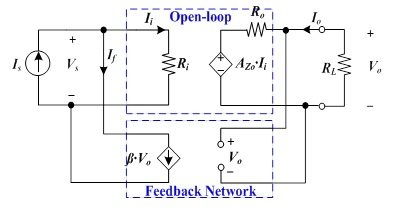 Open-loop
I_i
R_o
I_o
+
+
I_s
V_s
I_f
R_i
+
-
A_Zo·I_i
R_L
V_o
-
-
β·V_o
+
V_o
-
Feedback Network